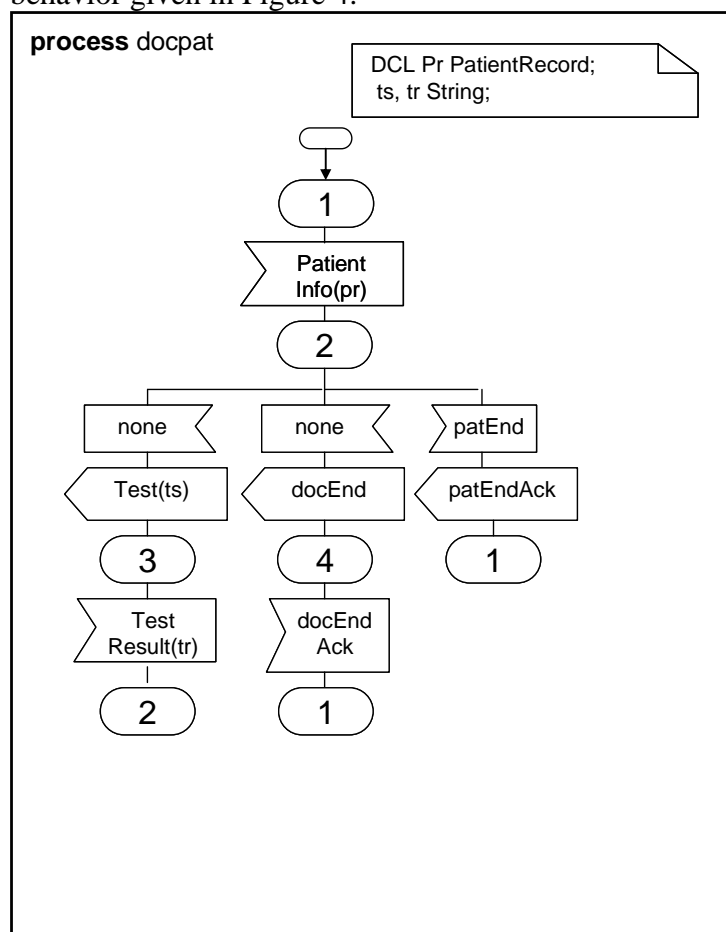 behavior given in Figure 4.
process docpat
DCL Pr PatientRecord;
ts, tr String;
1
Patient
Info(pr)
2
none
none
patEnd
Test(ts)
docEnd
patEndAck
3
4
1
Test
Result(tr)
docEnd
Ack
2
1